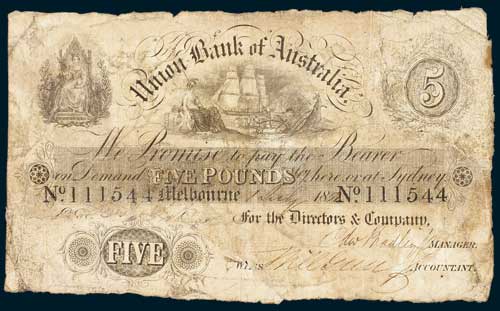 Union Bank of Australia,
5
We Promise to pay the Bearer
on Demand FIVE POUNDS Here, or at Sydney.
No. 111544 Melbourne July 18 No. 111544
For the Directors & Company,
MANAGER.
FIVE
ACCOUNTANT.